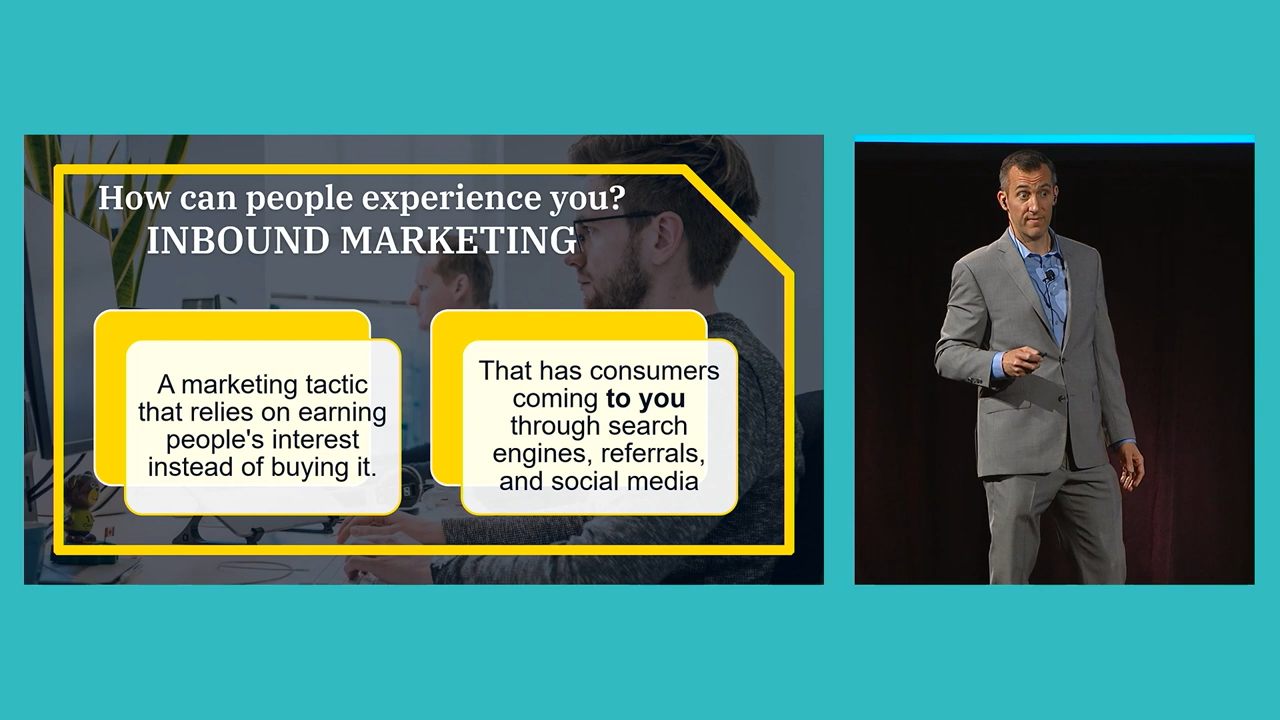 How can people experience you?
INBOUND MARKETING
A marketing tactic
that relies on earning
people's interest
instead of buying it.
That has consumers
coming to you
through search
engines, referrals,
and social media